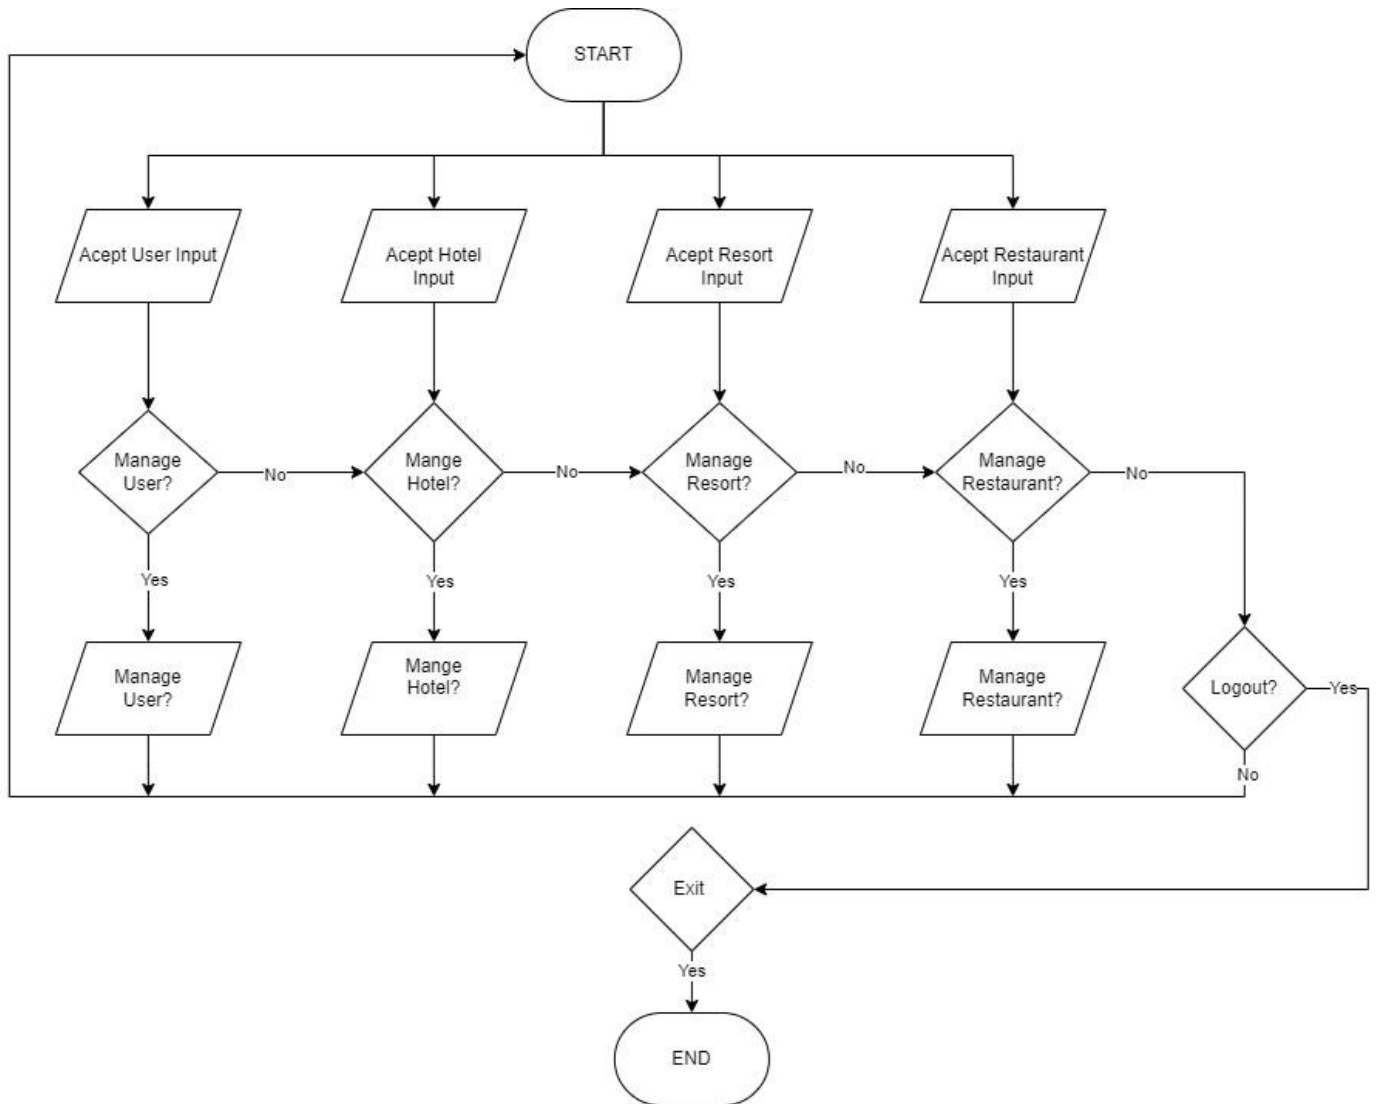 START
Acept User Input
Acept Hotel
Input
Acept Resort
Input
Acept Restaurant
Input
Manage
User?
No
Mange
Hotel?
No
Manage
Resort?
No
Manage
Restaurant?
No
Yes
Yes
Yes
Yes
Manage
User?
Mange
Hotel?
Manage
Resort?
Manage
Restaurant?
Logout?
Yes
No
Exit
Yes
END